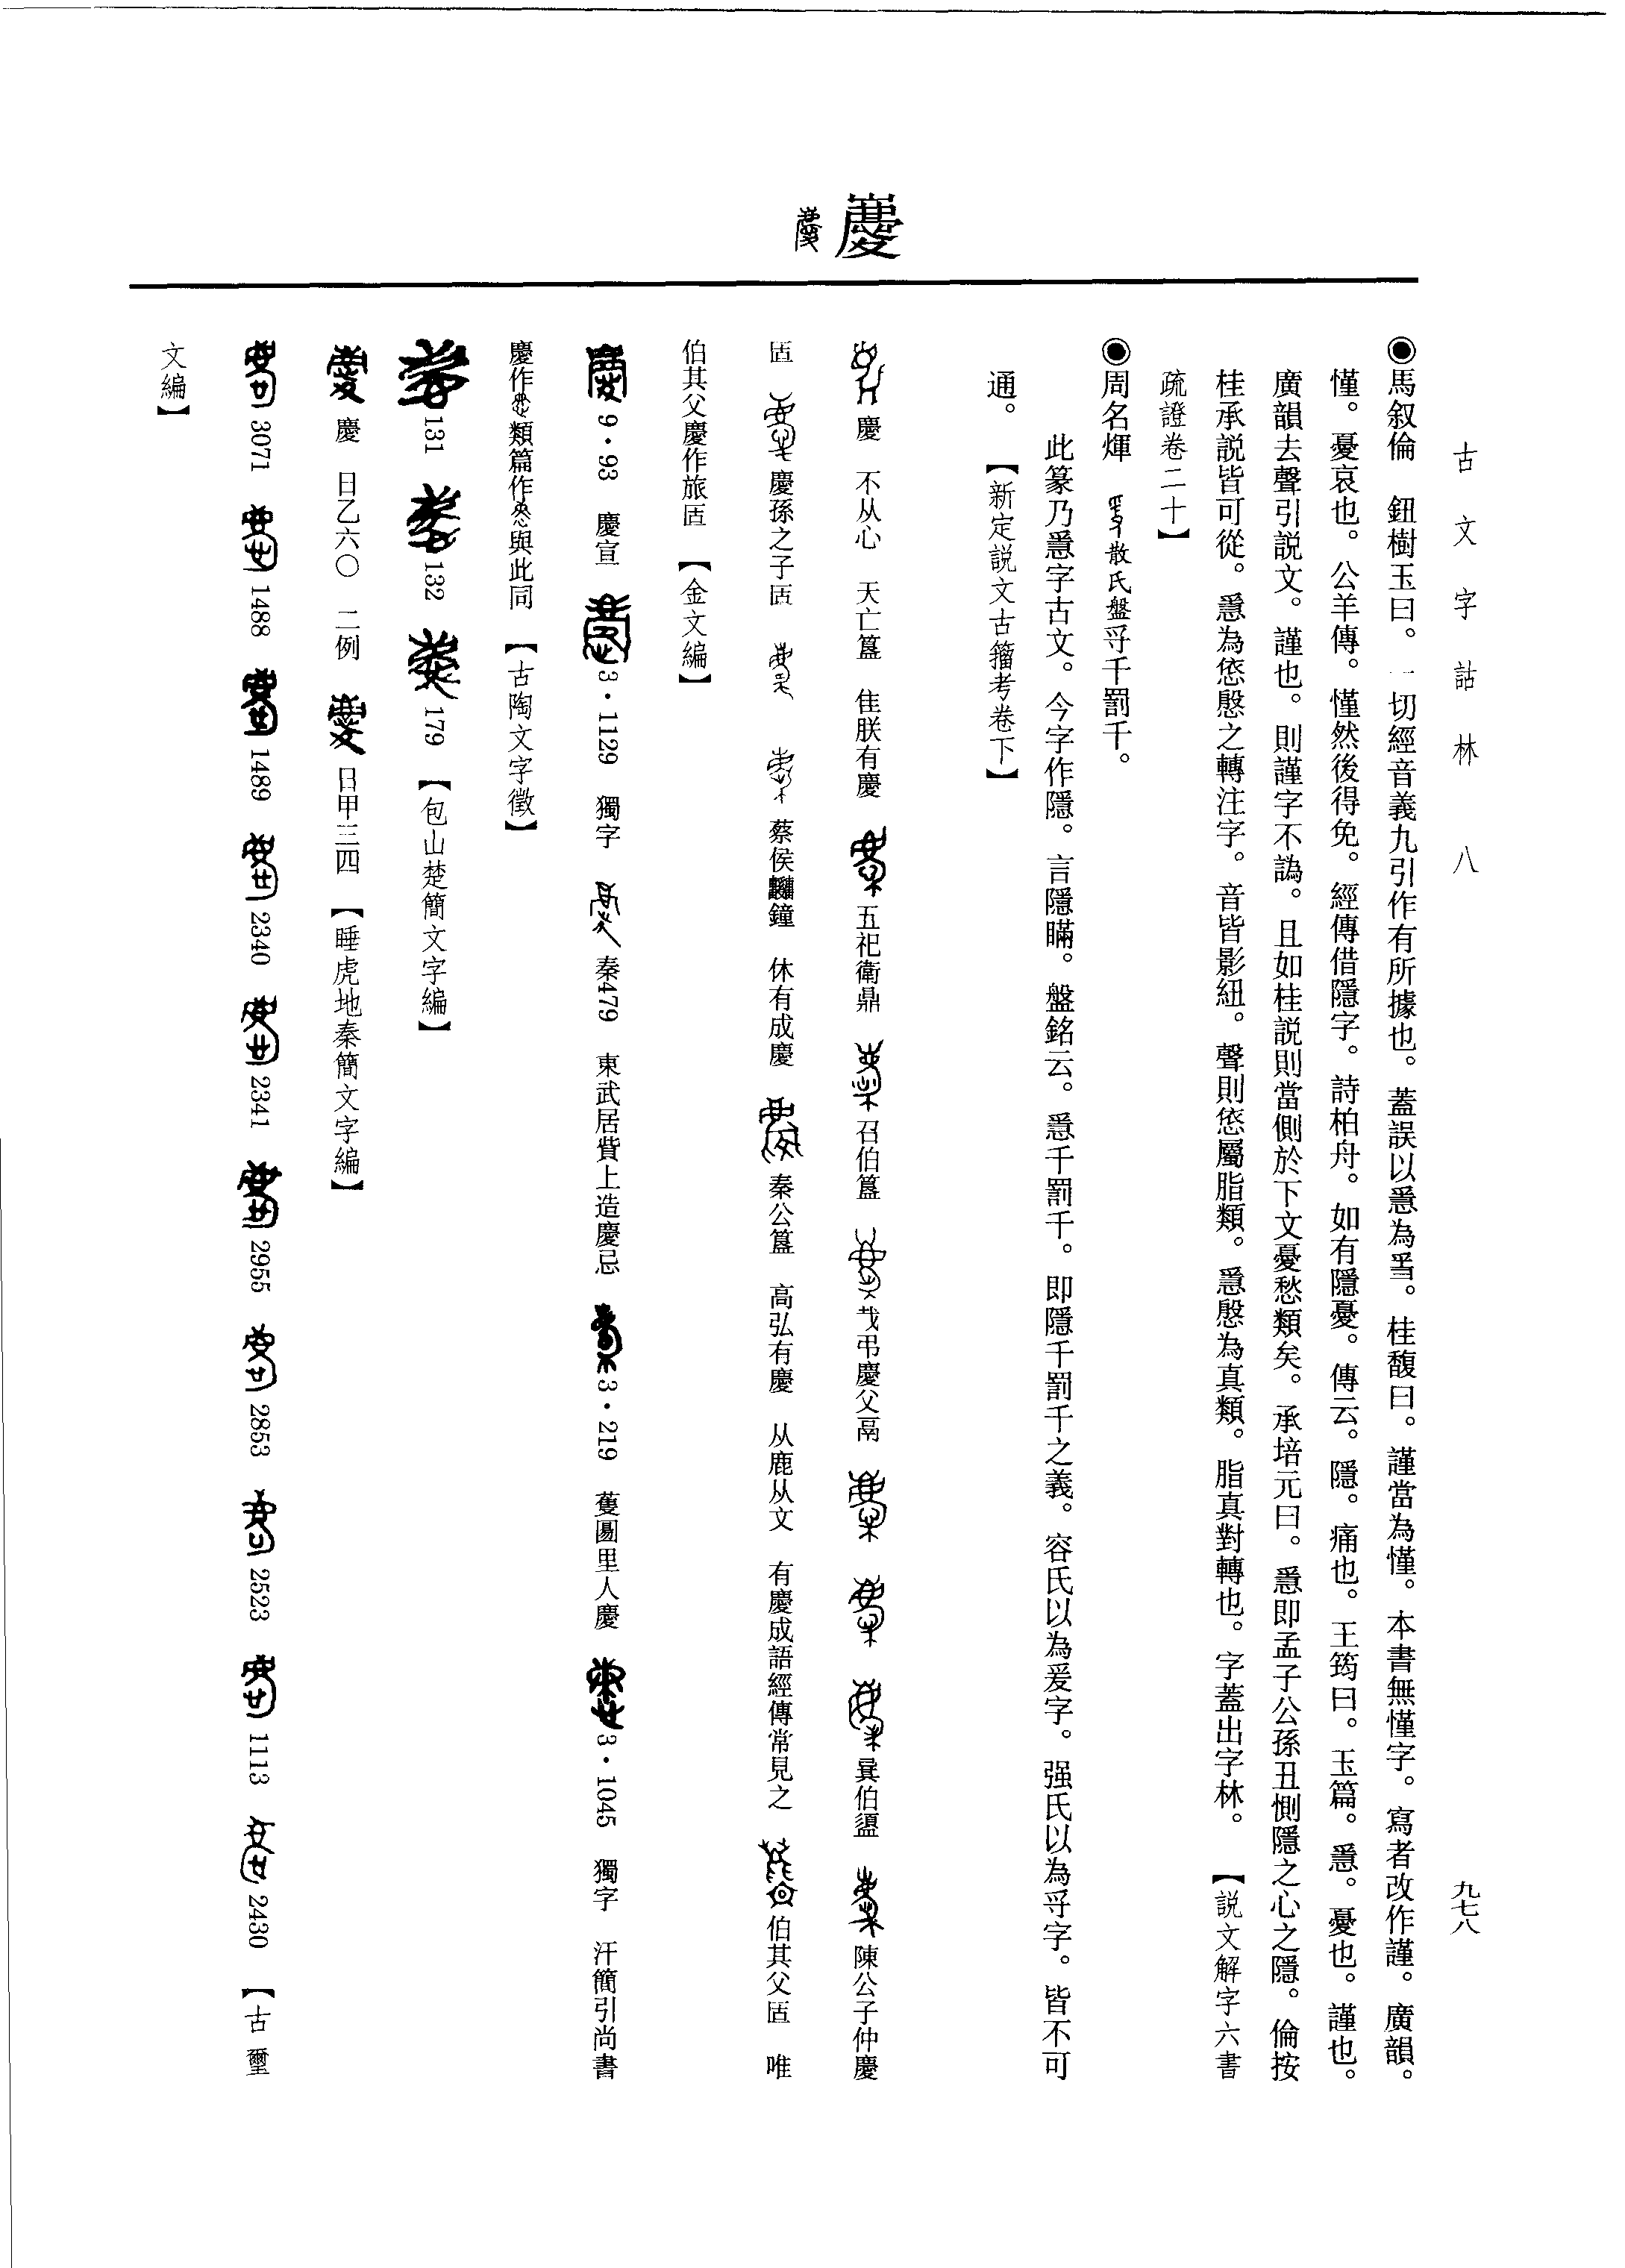 古文字詁林 八
九七八
◉馬叙倫 鈕樹玉曰。一切經音義九引作有所據也。蓋誤以㥯為㥯。桂馥曰。謹當為慬。本書無慬字。寫者改作謹。廣韻。
慬。憂哀也。公羊傳。慬然後得免。經傳借隱字。詩柏舟。如有隱憂。傳云。隱。痛也。王筠曰。玉篇。㥯。憂也。謹也。
廣韻去聲引説文。謹也。則謹字不譌。且如桂説則當側於下文憂愁類矣。承培元曰。㥯即孟子公孫丑惻隱之心之隱。倫按
桂承説皆可從。㥯為㤅慇之轉注字。音皆影紐。聲則㤅屬脂類。㥯慇為真類。脂真對轉也。字蓋出字林。 【説文解字六書
疏證卷二十】
◉周名煇 散氏盤寽千罰千。
此篆乃㥯字古文。今字作隱。言隱瞞。盤銘云。㥯千罰千。即隱千罰千之義。容氏以為爰字。强氏以為寽字。皆不可
通。 【新定説文古籀考卷下】
慶
慶 不从心 天亡簋 隹朕有慶 五祀衛鼎 召伯簋 弔慶父鬲 㠱伯盨 陳公子仲慶
匜 慶孫之子匜 蔡侯鐘 休有成慶 秦公簋 高弘有慶 从鹿从文 有慶成語經傳常見之 伯其父匜 唯
伯其父慶作旅匜 【金文編】
9·93 慶宣 3·1129 獨字 秦479 東武居貲上造慶忌 3·219 蒦圆里人慶 3·1045 獨字 汗簡引尚書
慶作類篇作與此同 【古陶文字徵】
131 132 179 【包山楚簡文字編】
慶 日乙六〇 二例 日甲三四 【睡虎地秦簡文字編】
3071 1488 1489 2340 2341 2955 2853 2523 1113 2430 【古璽
文編】